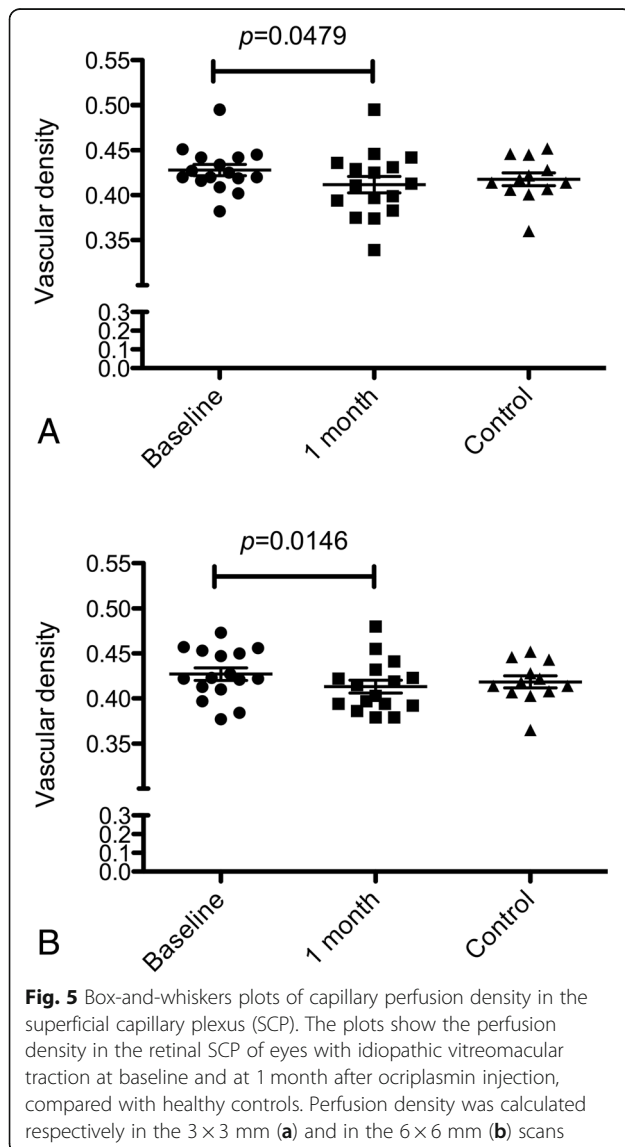 p=0.0479
0.55
0.50
0.45
0.40
0.35
0.3
0.2
0.1
0.0
Vascular density
A
Baseline
1 month
Control
p=0.0146
0.55
0.50
0.45
0.40
0.35
0.3
0.2
0.1
0.0
Vascular density
B
Baseline
1 month
Control
Fig. 5 Box-and-whiskers plots of capillary perfusion density in the
superficial capillary plexus (SCP). The plots show the perfusion
density in the retinal SCP of eyes with idiopathic vitreomacular
traction at baseline and at 1 month after ocriplasmin injection,
compared with healthy controls. Perfusion density was calculated
respectively in the 3 × 3 mm (a) and in the 6 × 6 mm (b) scans